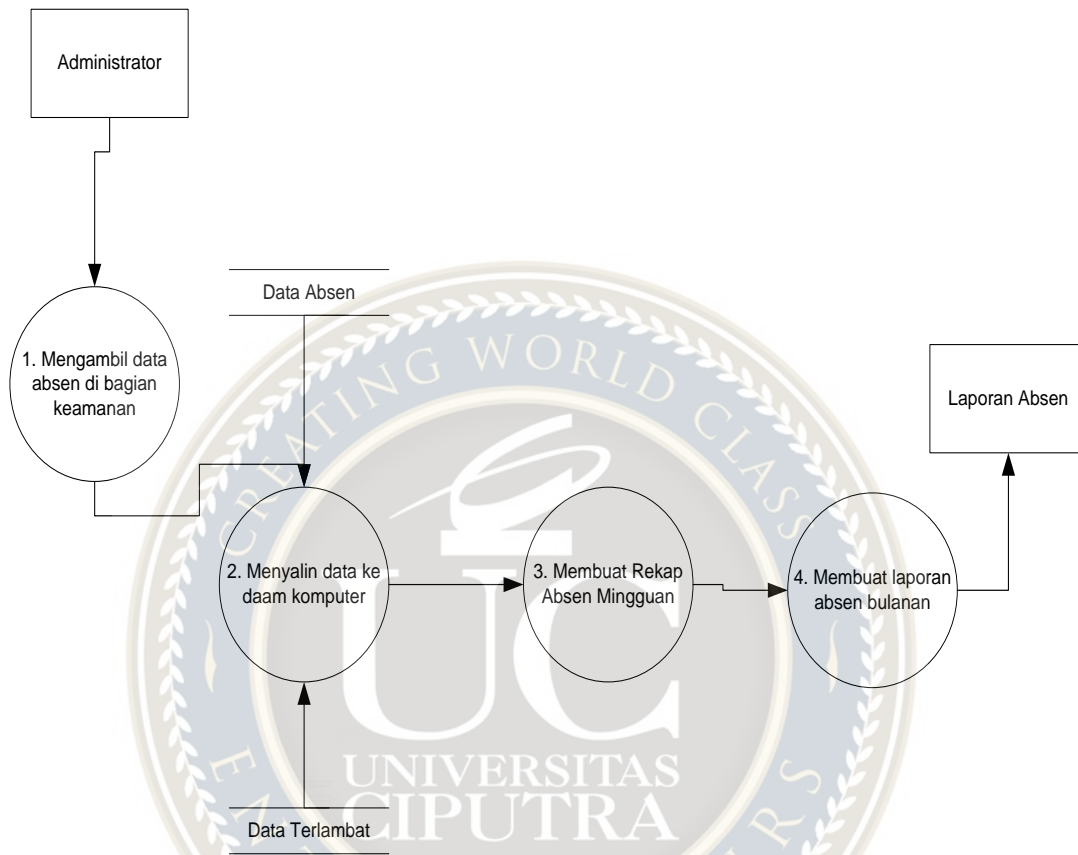 Administrator
Data Absen
1. Mengambil data
absen di bagian
keamanan
Laporan Absen
2. Menyalin data ke
daam komputer
3. Membuat Rekap
Absen Mingguan
4. Membuat laporan
absen bulanan
Data Terlambat
CREATING WORLD CLASS
UC
UNIVERSITAS
CIPUTRA